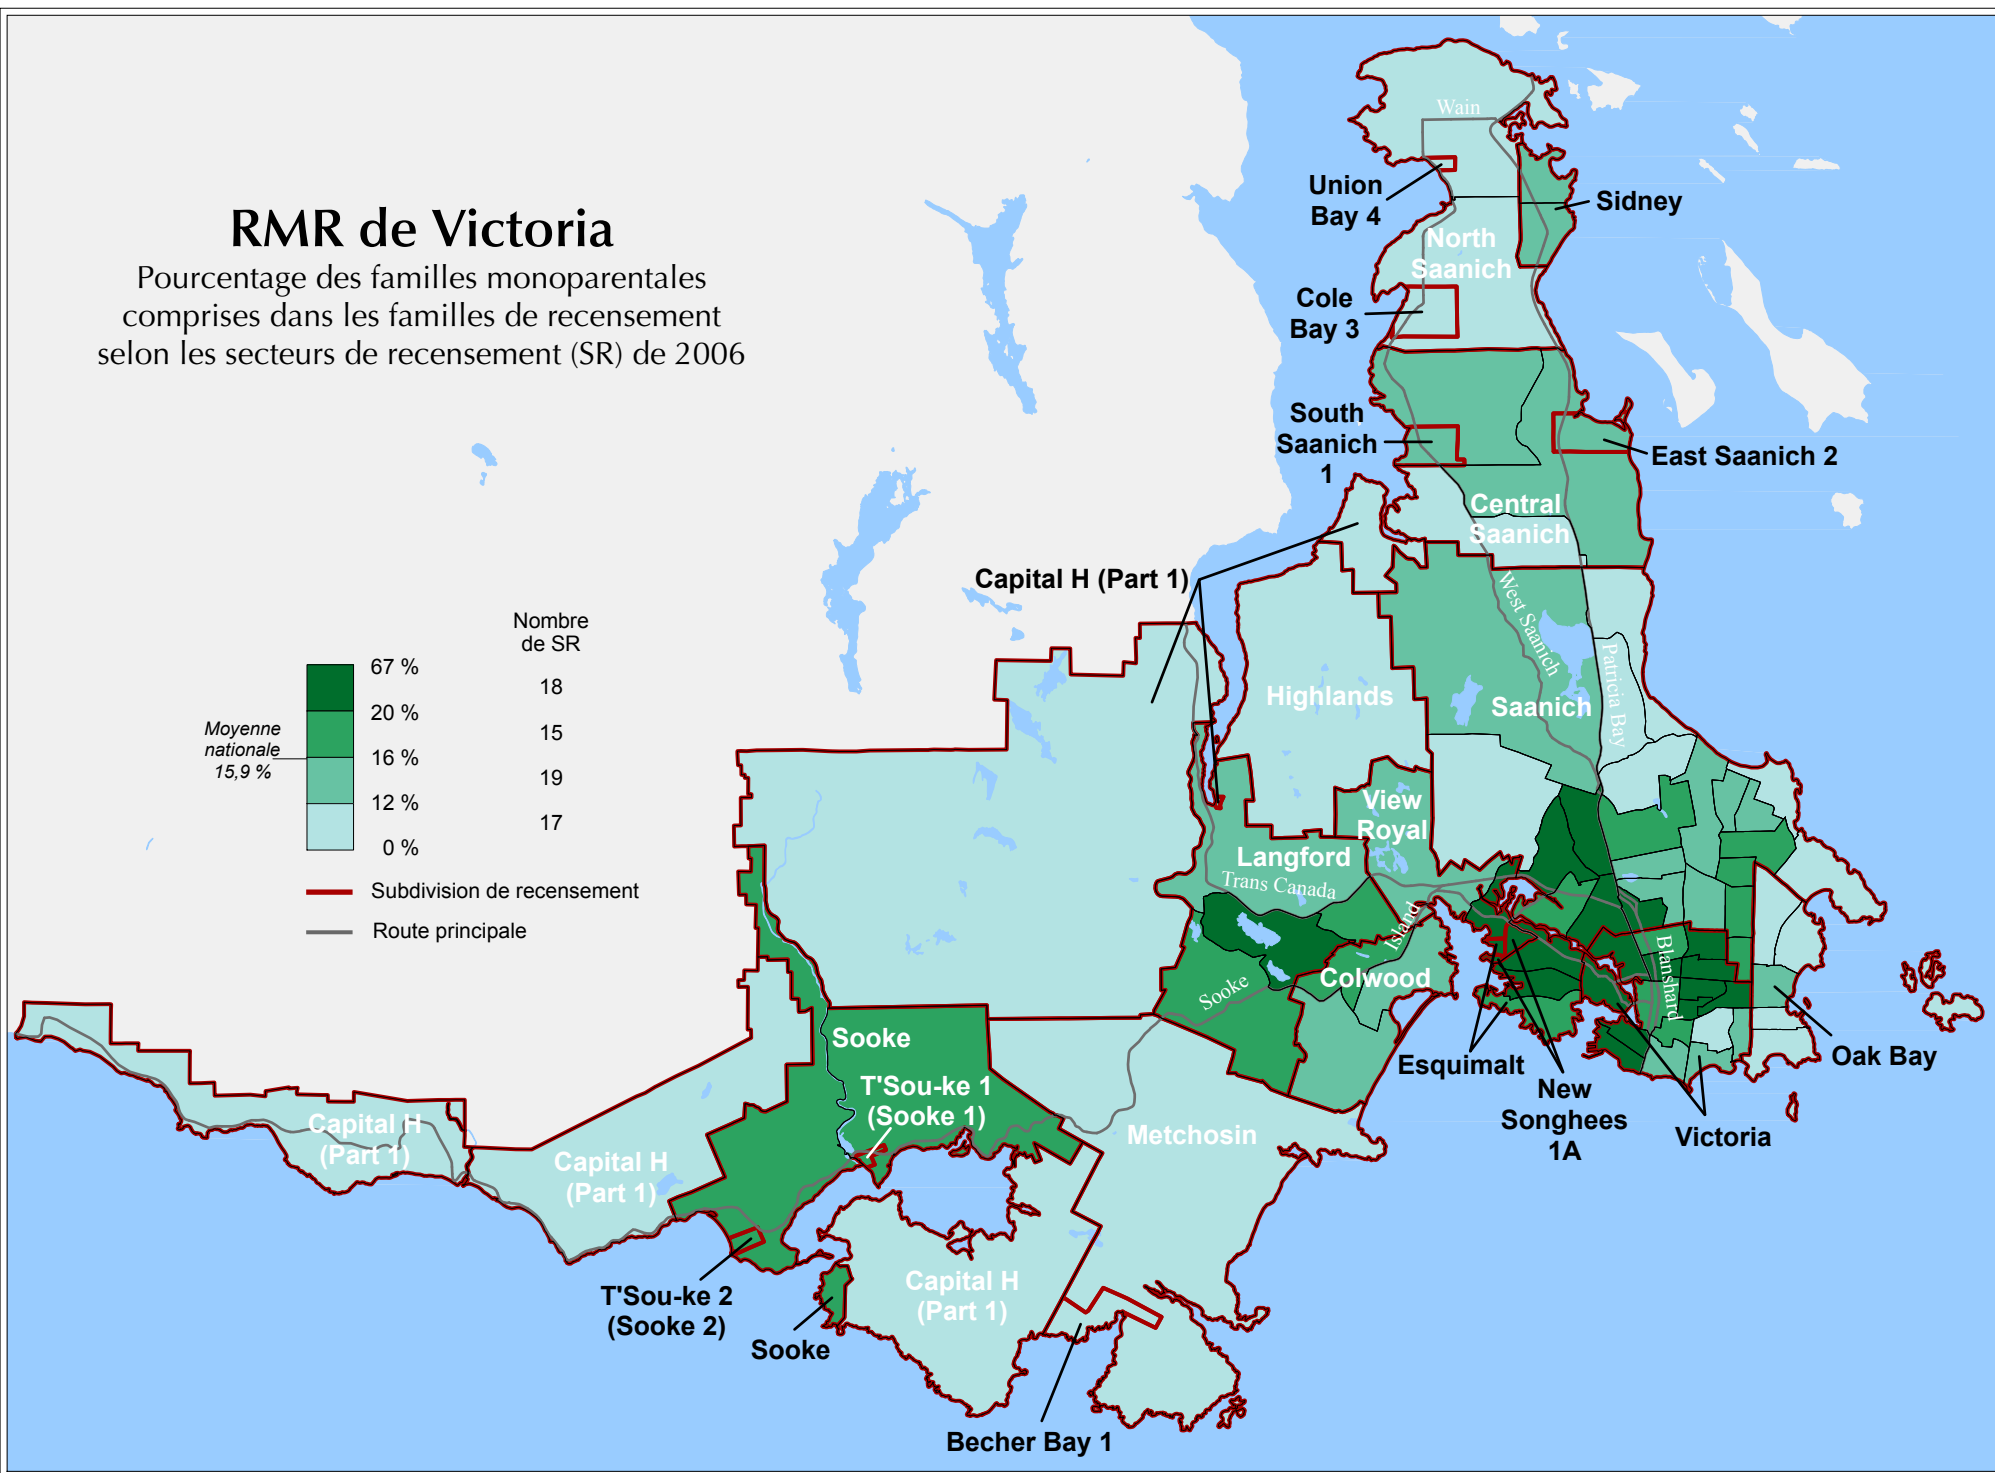 RMR de Victoria
Pourcentage des familles monoparentales
comprises dans les familles de recensement
selon les secteurs de recensement (SR) de 2006
Nombre
de SR
67 %
18
20 %
15
Moyenne
nationale
15,9 %
16 %
19
12 %
17
0 %
Subdivision de recensement
Route principale
Wain
Union
Bay 4
Sidney
North
Saanich
Cole
Bay 3
South
Saanich
1
East Saanich 2
Central
Saanich
Capital H (Part 1)
West Saanich
Patricia Bay
Highlands
Saanich
View
Royal
Langford
Trans Canada
Island
Blanshard
Colwood
Sooke
Sooke
Esquimalt
New
Songhees
1A
Oak Bay
Victoria
T'Sou-ke 1
(Sooke 1)
Metchosin
Capital H
(Part 1)
Capital H
(Part 1)
Capital H
(Part 1)
T'Sou-ke 2
(Sooke 2)
Sooke
Becher Bay 1